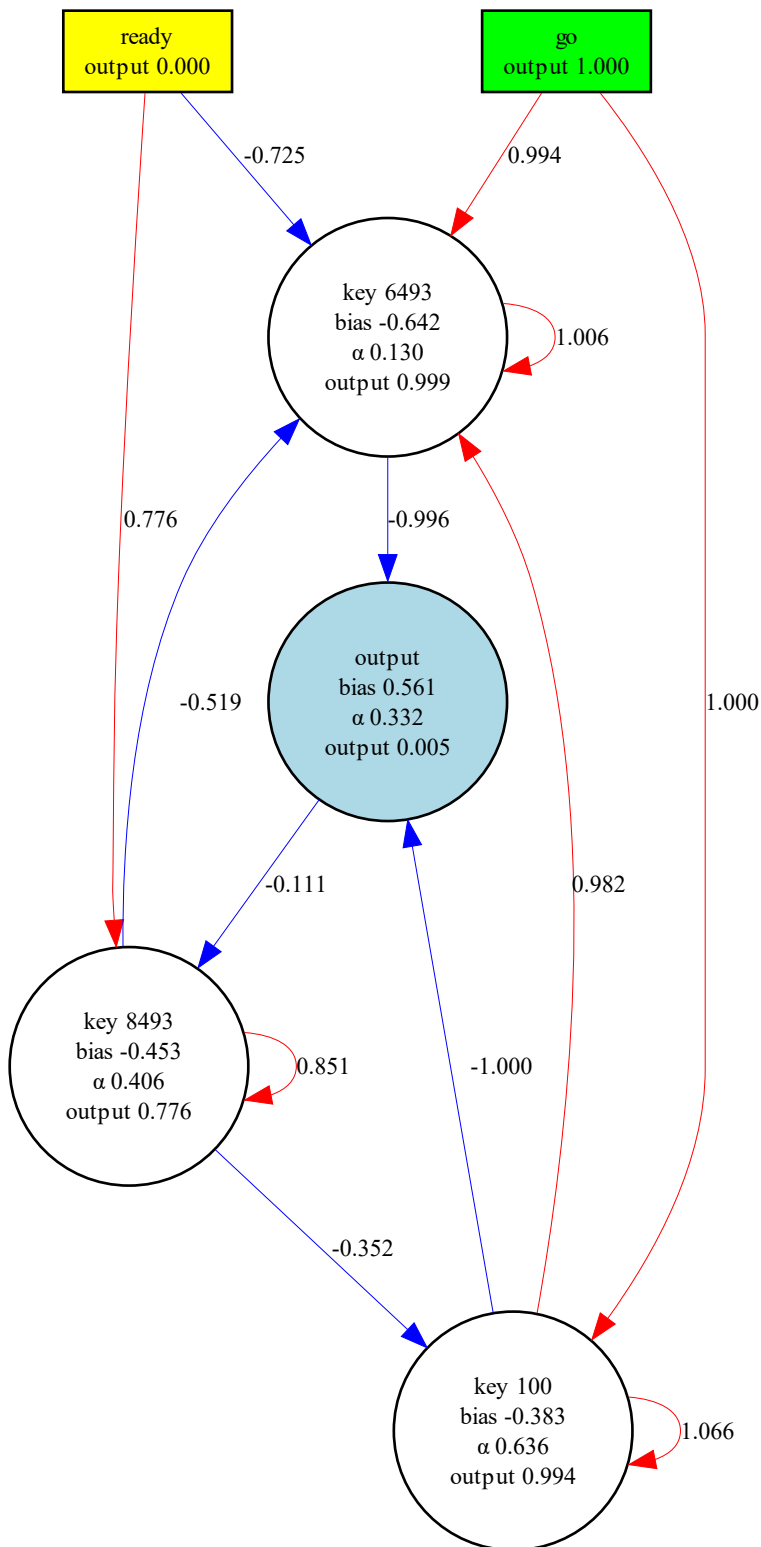 ready
output 0.000
go
output 1.000
-0.725
0.994
key 6493
bias -0.642
α 0.130
output 0.999
1.006
0.776
-0.996
-0.519
output
bias 0.561
α 0.332
output 0.005
1.000
-0.111
0.982
key 8493
bias -0.453
α 0.406
output 0.776
0.851
-1.000
-0.352
key 100
bias -0.383
α 0.636
output 0.994
1.066